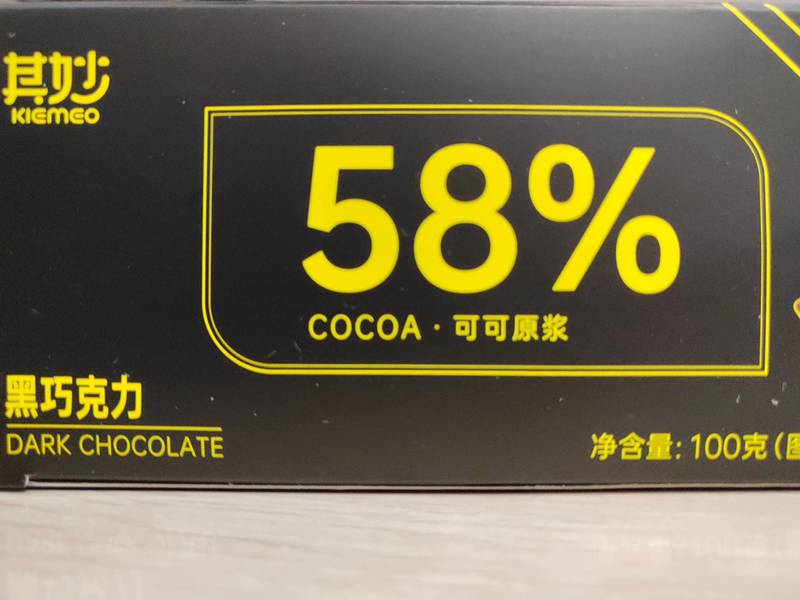 其妙
KIEMEO
58%
COCOA · 可可原浆
黑巧克力
DARK CHOCOLATE
净含量: 100克 (